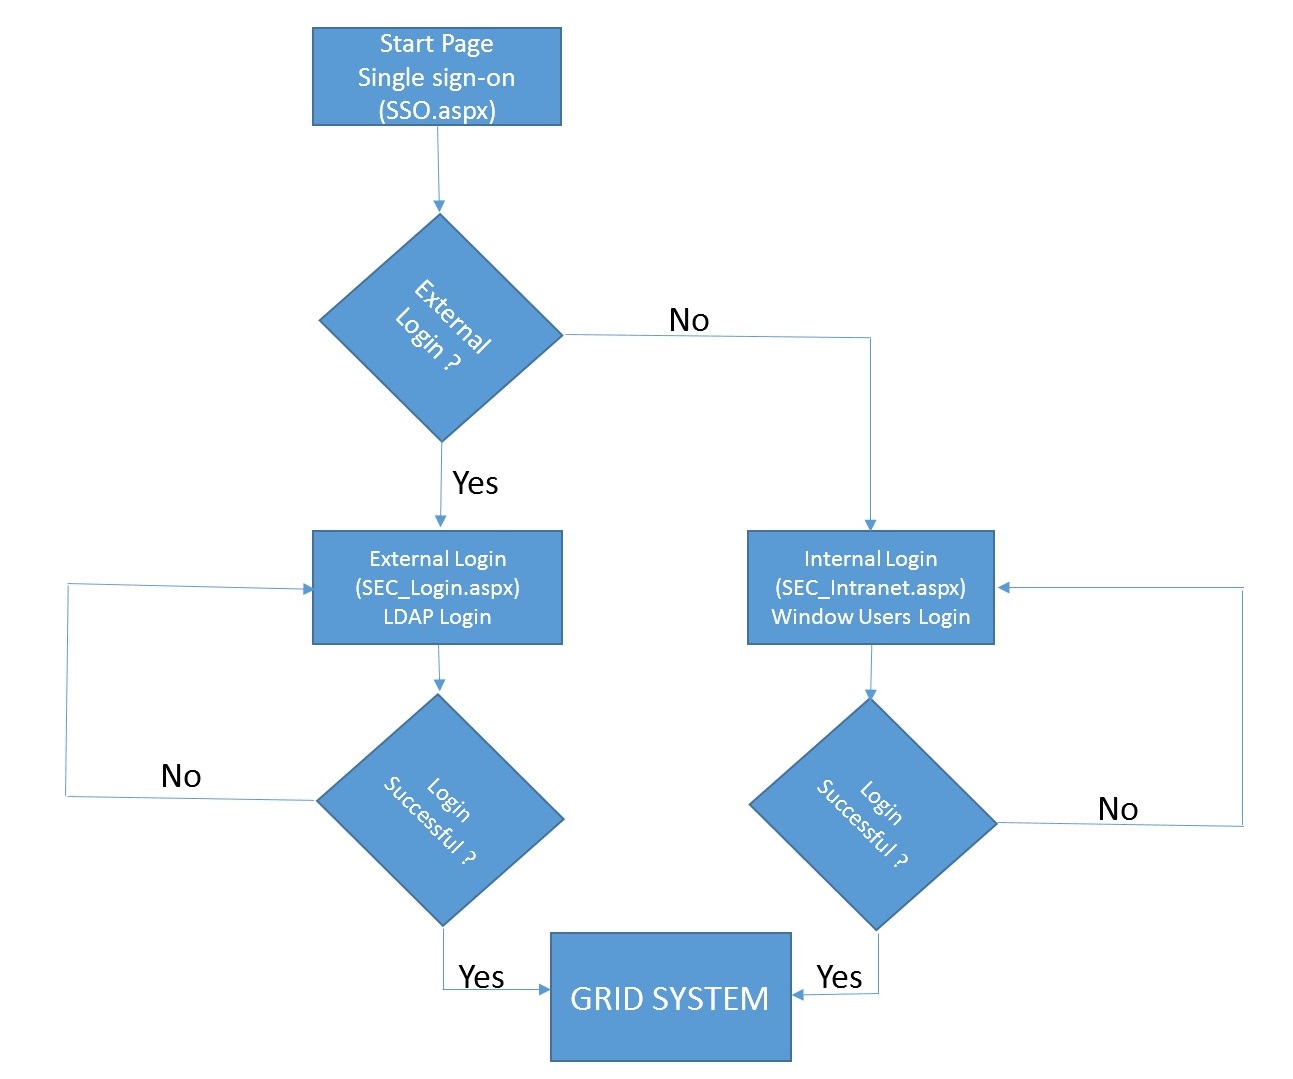 Start Page
Single sign-on
(SSO.aspx)
External
Login ?
No
Yes
External Login
(SEC_Login.aspx)
LDAP Login
Internal Login
(SEC_Intranet.aspx)
Window Users Login
No
Login
Successful ?
Login
Successful ?
No
Yes
GRID SYSTEM
Yes